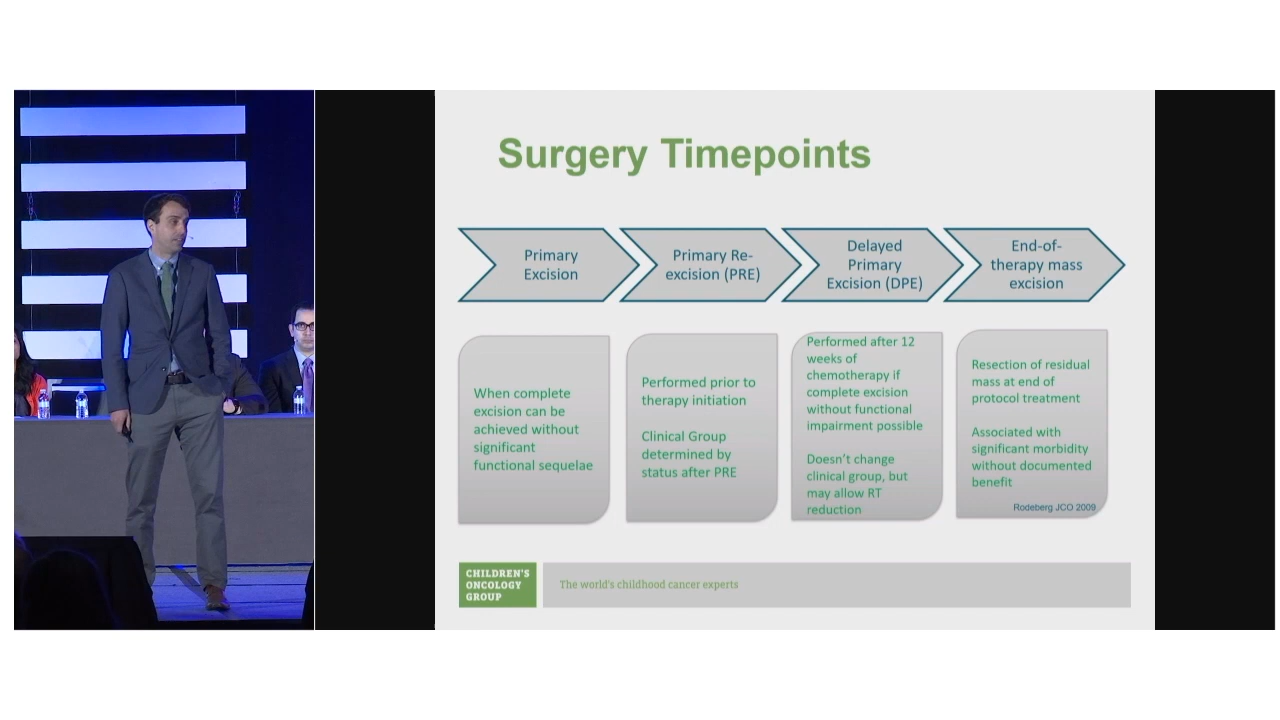 Surgery Timepoints
Primary
Excision
Primary Re-
excision (PRE)
Delayed
Primary
Excision (DPE)
End-of-
therapy mass
excision
When complete
excision can be
achieved without
significant
functional sequelae
Performed prior to
therapy initiation
Clinical Group
determined by
status after PRE
Performed after 12
weeks of
chemotherapy if
complete excision
without functional
impairment possible
Doesn't change
clinical group, but
may allow RT
reduction
Resection of residual
mass at end of
protocol treatment
Associated with
significant morbidity
without documented
benefit
Rodeberg JCO 2009
CHILDREN'S
ONCOLOGY
GROUP
The world's childhood cancer experts